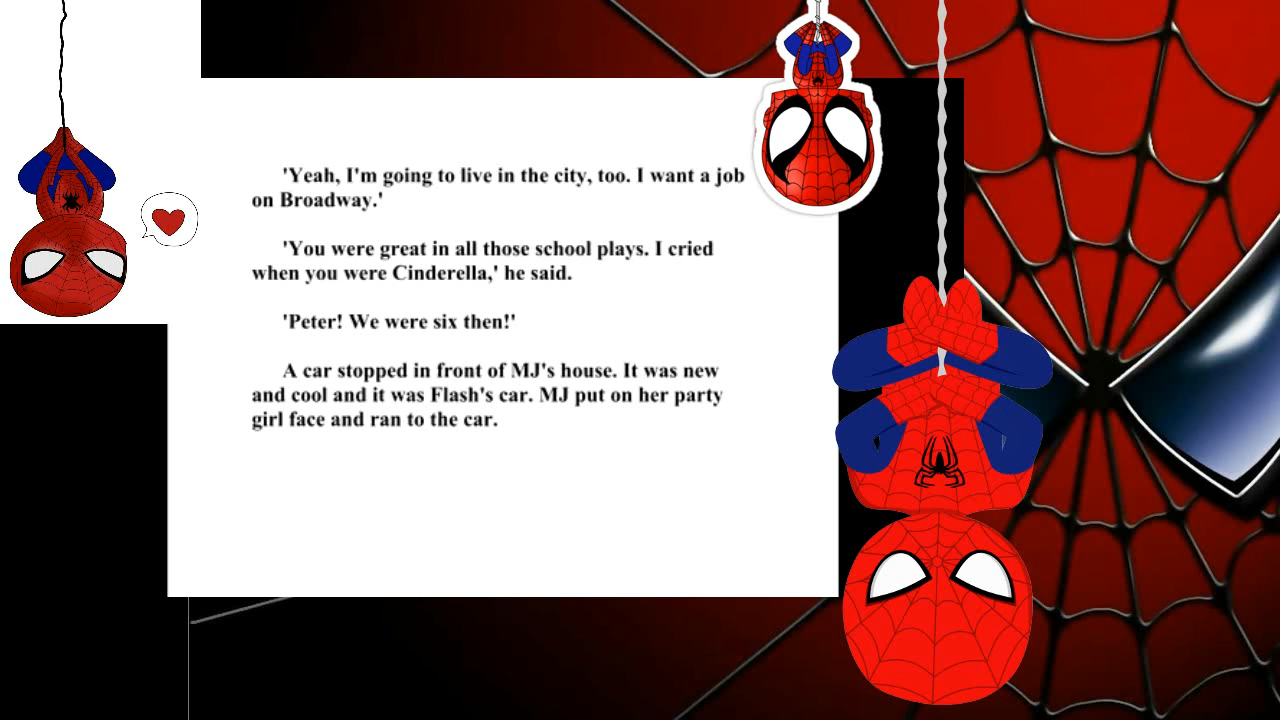 'Yeah, I'm going to live in the city, too. I want a job
on Broadway.'
'You were great in all those school plays. I cried
when you were Cinderella,' he said.
'Peter! We were six then!'
A car stopped in front of MJ's house. It was new
and cool and it was Flash's car. MJ put on her party
girl face and ran to the car.